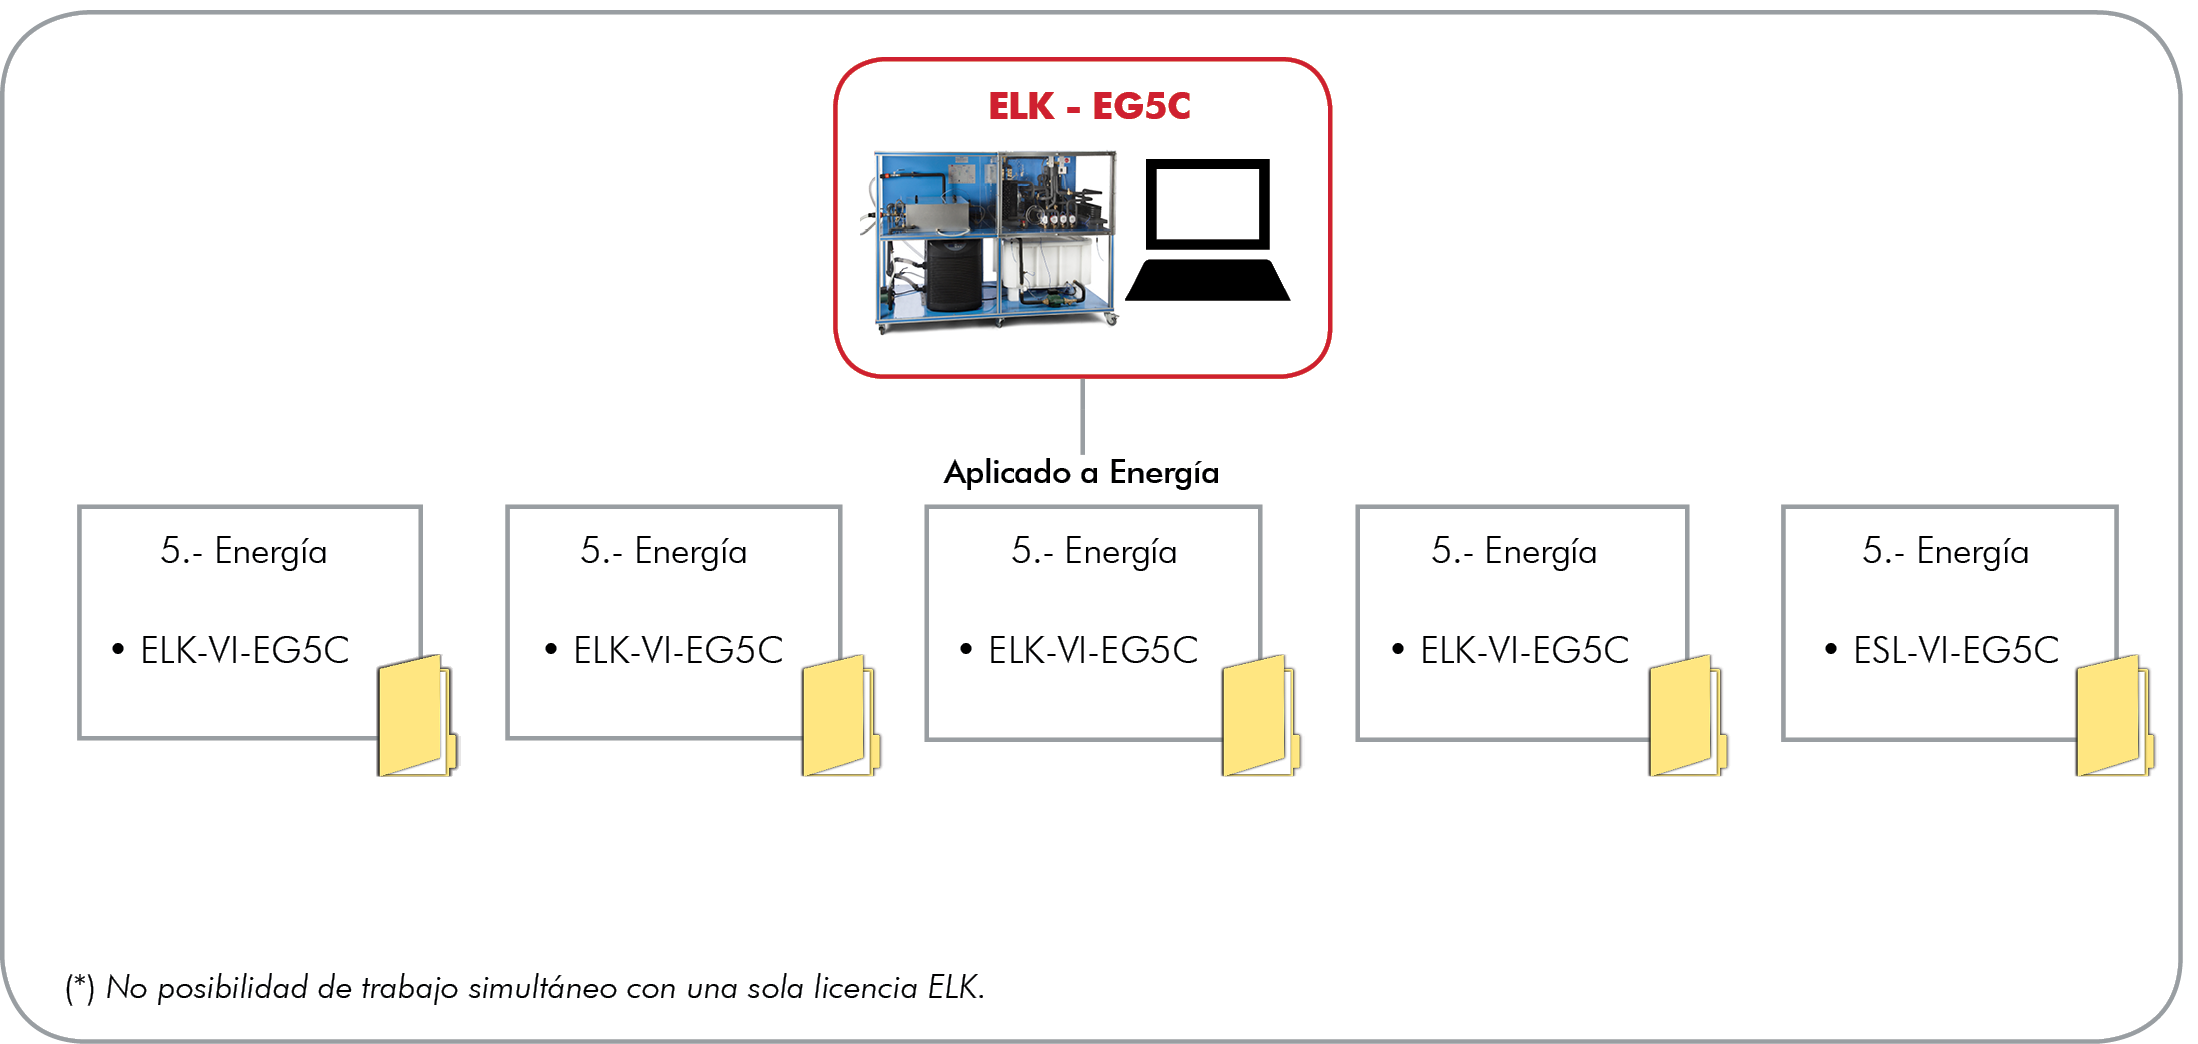 ELK - EG5C
Aplicado a Energía
5.- Energía
• ELK-VI-EG5C
5.- Energía
• ELK-VI-EG5C
5.- Energía
• ELK-VI-EG5C
5.- Energía
• ELK-VI-EG5C
5.- Energía
• ESL-VI-EG5C
(*) No posibilidad de trabajo simultáneo con una sola licencia ELK.